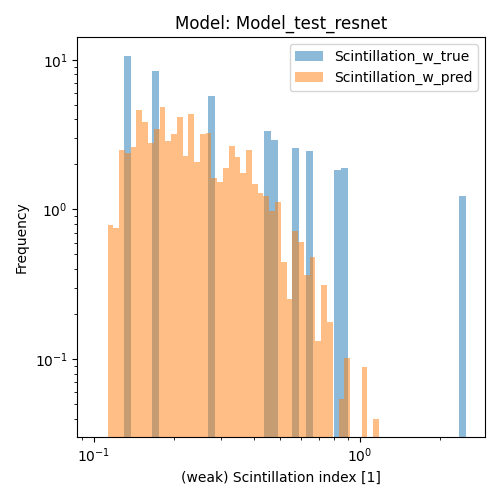 Model: Model_test_resnet
Scintillation_w_true
Scintillation_w_pred
Frequency
10¹
10⁰
10⁻¹
10⁻¹
10⁰
(weak) Scintillation index [1]